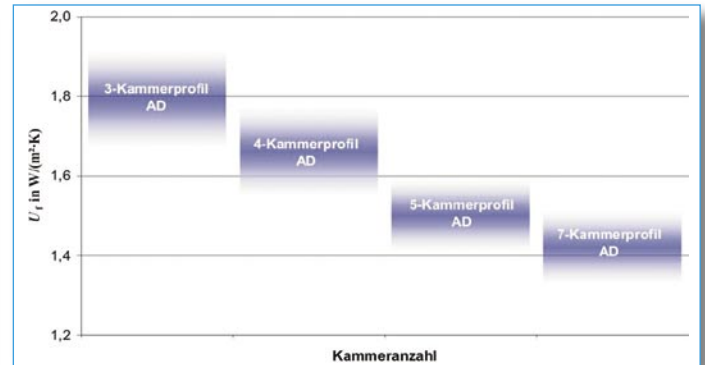 2,0
1,8
1,6
1,4
1,2
U f in W/(m²·K)
3-Kammerprofil
AD
4-Kammerprofil
AD
5-Kammerprofil
AD
7-Kammerprofil
AD
Kammeranzahl